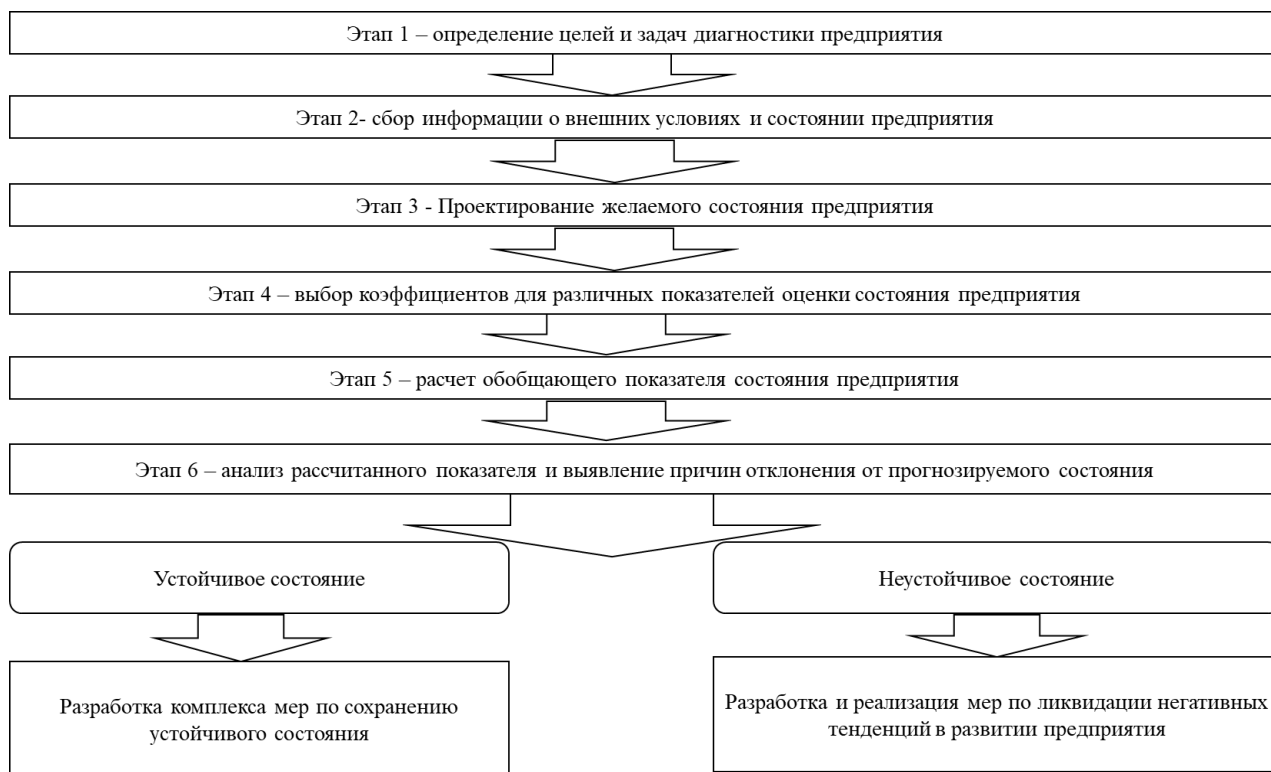 Этап 1 – определение целей и задач диагностики предприятия
Этап 2- сбор информации о внешних условиях и состоянии предприятия
Этап 3 - Проектирование желаемого состояния предприятия
Этап 4 – выбор коэффициентов для различных показателей оценки состояния предприятия
Этап 5 – расчет обобщающего показателя состояния предприятия
Этап 6 – анализ рассчитанного показателя и выявление причин отклонения от прогнозируемого состояния
Устойчивое состояние
Неустойчивое состояние
Разработка комплекса мер по сохранению
устойчивого состояния
Разработка и реализация мер по ликвидации негативных
тенденций в развитии предприятия